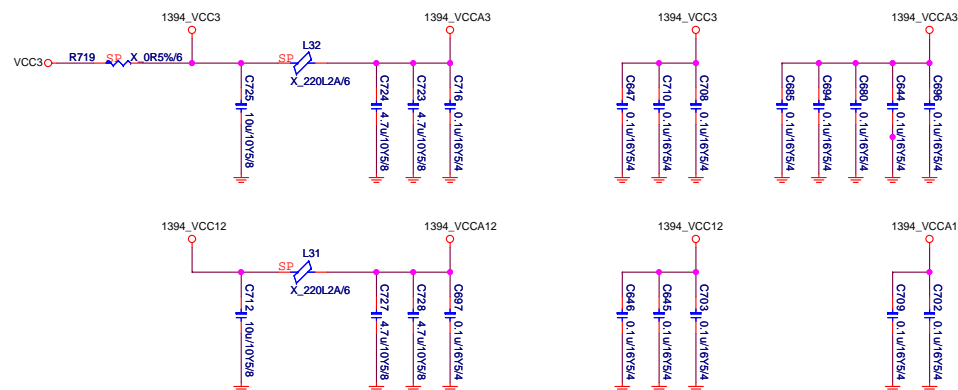 1394_VCC3
1394_VCCA3
1394_VCC3
1394_VCCA3
VCC3
R719
SP
X_0R5%/6
SP
L32
X_220L2A/6
C725
10u/10Y5/8
C724
4.7u/10Y5/8
C723
4.7u/10Y5/8
C716
0.1u/16Y5/4
C647
0.1u/16Y5/4
C710
0.1u/16Y5/4
C708
0.1u/16Y5/4
C685
0.1u/16Y5/4
C694
0.1u/16Y5/4
C680
0.1u/16Y5/4
C644
0.1u/16Y5/4
C696
0.1u/16Y5/4
1394_VCC12
1394_VCCA12
1394_VCC12
1394_VCCA1
SP
L31
X_220L2A/6
C712
10u/10Y5/8
C727
4.7u/10Y5/8
C728
4.7u/10Y5/8
C697
0.1u/16Y5/4
C646
0.1u/16Y5/4
C645
0.1u/16Y5/4
C703
0.1u/16Y5/4
C709
0.1u/16Y5/4
C702
0.1u/16Y5/4